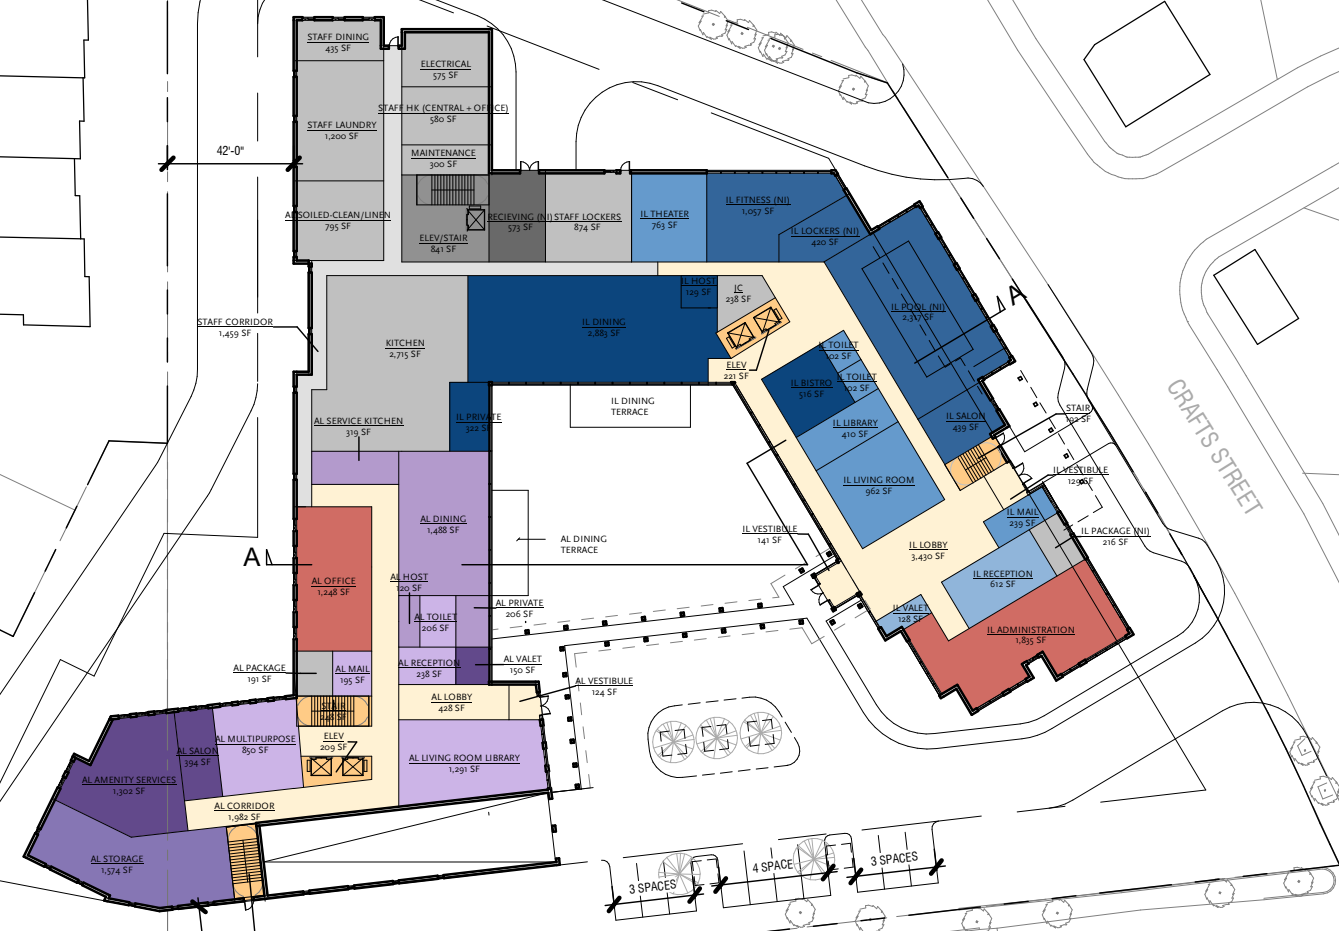 STAFF DINING
435 SF
ELECTRICAL
575 SF
STAFF HK (CENTRAL + OFFICE)
580 SF
STAFF LAUNDRY
1,200 SF
MAINTENANCE
300 SF
42'-0"
AL SOILED-CLEAN/LINEN
795 SF
ELEV/STAIR
841 SF
RECIEVING (NI)
573 SF
STAFF LOCKERS
874 SF
IL THEATER
763 SF
IL FITNESS (NI)
1,057 SF
IL LOCKERS (NI)
420 SF
IL POOL (NI)
2,317 SF
A
IL HOST
129 SF
JC
238 SF
STAFF CORRIDOR
1,459 SF
KITCHEN
2,715 SF
IL DINING
2,883 SF
ELEV
221 SF
IL TOILET
102 SF
IL TOILET
102 SF
IL BISTRO
516 SF
IL DINING
TERRACE
IL PRIVATE
322 SF
AL SERVICE KITCHEN
319 SF
IL LIBRARY
410 SF
IL SALON
439 SF
STAIR
192 SF
CRAFTS STREET
IL LIVING ROOM
962 SF
IL VESTIBULE
129 SF
AL DINING
1,488 SF
AL DINING
TERRACE
IL VESTIBULE
141 SF
IL MAIL
239 SF
IL PACKAGE (NI)
216 SF
IL LOBBY
3,430 SF
A
AL OFFICE
1,248 SF
AL HOST
120 SF
IL RECEPTION
612 SF
AL TOILET
206 SF
AL PRIVATE
206 SF
IL VALET
128 SF
IL ADMINISTRATION
1,835 SF
AL PACKAGE
191 SF
AL MAIL
195 SF
AL RECEPTION
238 SF
AL VALET
150 SF
AL VESTIBULE
124 SF
AL LOBBY
428 SF
STAIR
248 SF
ELEV
209 SF
AL MULTIPURPOSE
850 SF
AL SALON
394 SF
AL LIVING ROOM LIBRARY
1,291 SF
AL AMENITY SERVICES
1,302 SF
AL CORRIDOR
1,982 SF
AL STORAGE
1,574 SF
3 SPACES
4 SPACE
3 SPACES